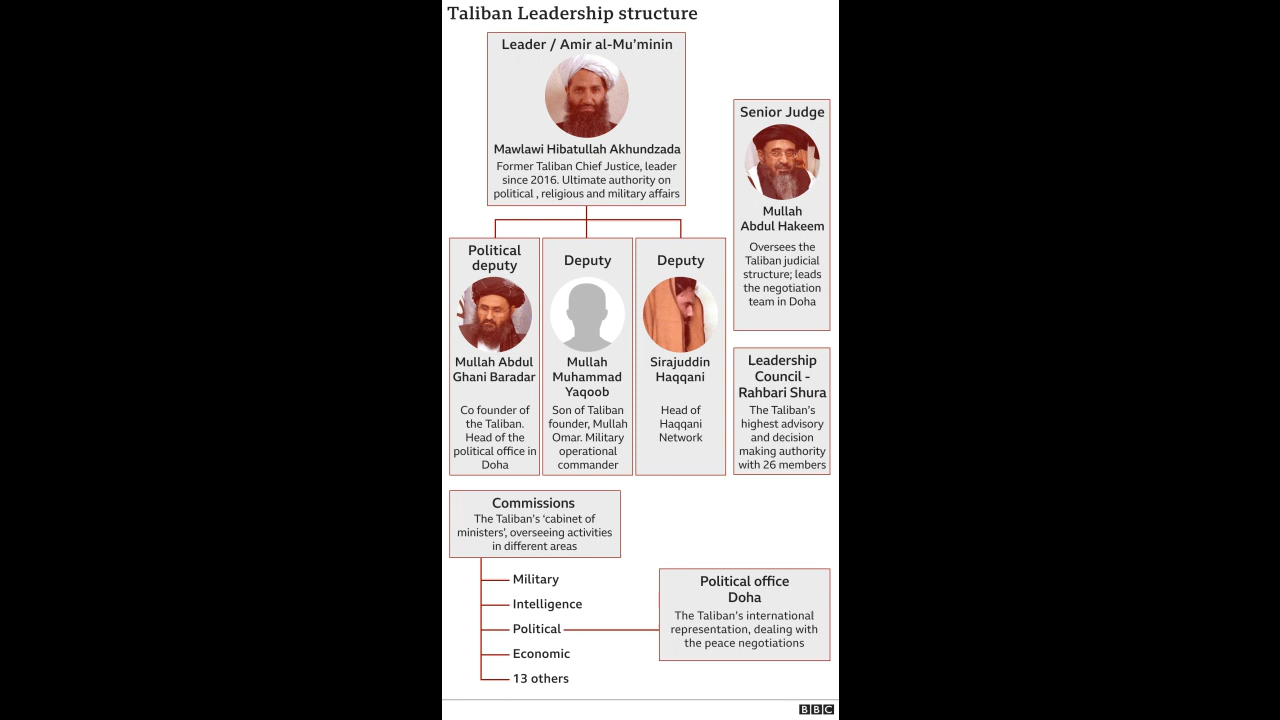 Taliban Leadership structure
Leader / Amir al-Mu'minin
Mawlawi Hibatullah Akhundzada
Former Taliban Chief Justice, leader
since 2016. Ultimate authority on
political , religious and military affairs
Senior Judge
Mullah
Abdul Hakeem
Oversees the
Taliban judicial
structure; leads
the negotiation
team in Doha
Political
deputy
Mullah Abdul
Ghani Baradar
Co founder of
the Taliban.
Head of the
political office in
Doha
Deputy
Mullah
Muhammad
Yaqoob
Son of Taliban
founder, Mullah
Omar. Military
operational
commander
Deputy
Sirajuddin
Haqqani
Head of
Haqqani
Network
Leadership
Council -
Rahbari Shura
The Taliban's
highest advisory
and decision
making authority
with 26 members
Commissions
The Taliban's 'cabinet of
ministers', overseeing activities
in different areas
Military
Intelligence
Political
Economic
13 others
Political office
Doha
The Taliban's international
representation, dealing with
the peace negotiations
BBC